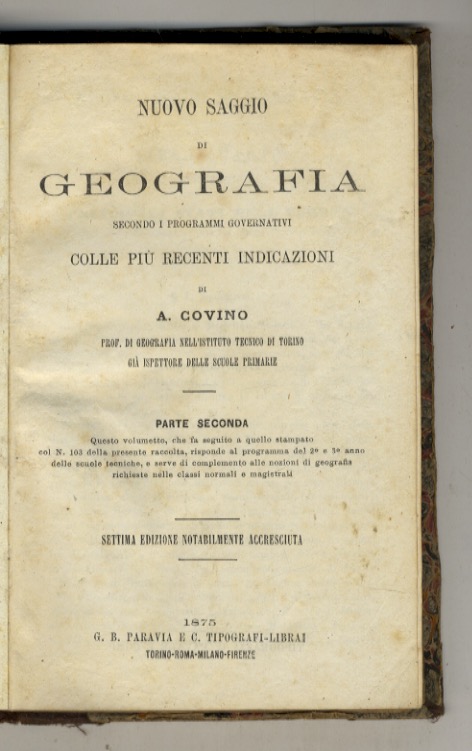 NUOVO SAGGIO
DI
GEOGRAFIA
SECONDO I PROGRAMMI GOVERNATIVI
COLLE PIÙ RECENTI INDICAZIONI
DI
A. COVINO
PROF. DI GEOGRAFIA NELL'ISTITUTO TECNICO DI TORINO
GIÀ ISPETTORE DELLE SCUOLE PRIMARIE
PARTE SECONDA
Questo volumetto, che fa seguito a quello stampato
col N. 103 della presente raccolta, risponde al programma del 2º e 3º anno
delle scuole tecniche, e serve di complemento alle nozioni di geografia
richieste nelle classi normali e magistrali
SETTIMA EDIZIONE NOTABILMENTE ACCRESCIUTA
1875
G. B. PARAVIA E C. TIPOGRAFI-LIBRAI
TORINO-ROMA-MILANO-FIRENZE